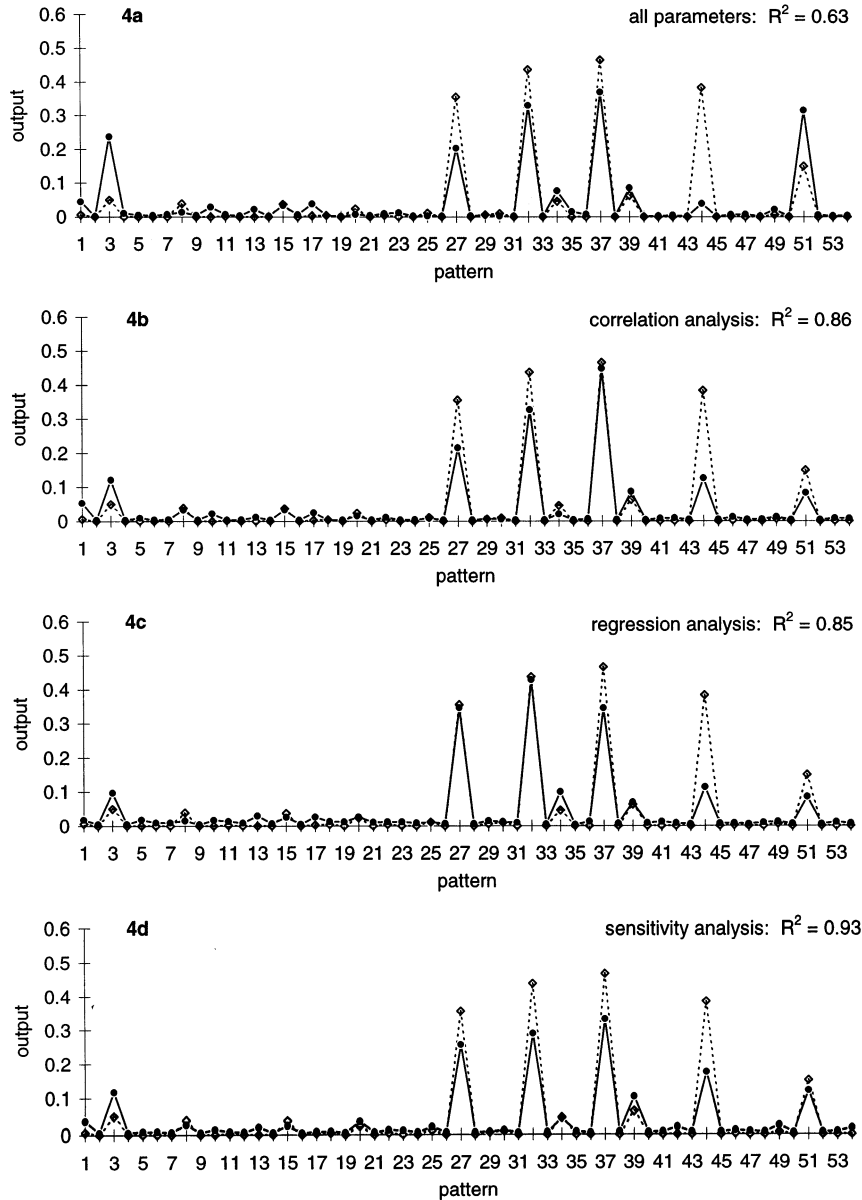 4a
all parameters: R² = 0.63
0.6
0.5
0.4
0.3
0.2
0.1
0
output
1 3 5 7 9 11 13 15 17 19 21 23 25 27 29 31 33 35 37 39 41 43 45 47 49 51 53
pattern
4b
correlation analysis: R² = 0.86
0.6
0.5
0.4
0.3
0.2
0.1
0
output
1 3 5 7 9 11 13 15 17 19 21 23 25 27 29 31 33 35 37 39 41 43 45 47 49 51 53
pattern
4c
regression analysis: R² = 0.85
0.6
0.5
0.4
0.3
0.2
0.1
0
output
1 3 5 7 9 11 13 15 17 19 21 23 25 27 29 31 33 35 37 39 41 43 45 47 49 51 53
pattern
4d
sensitivity analysis: R² = 0.93
0.6
0.5
0.4
0.3
0.2
0.1
0
output
1 3 5 7 9 11 13 15 17 19 21 23 25 27 29 31 33 35 37 39 41 43 45 47 49 51 53
pattern